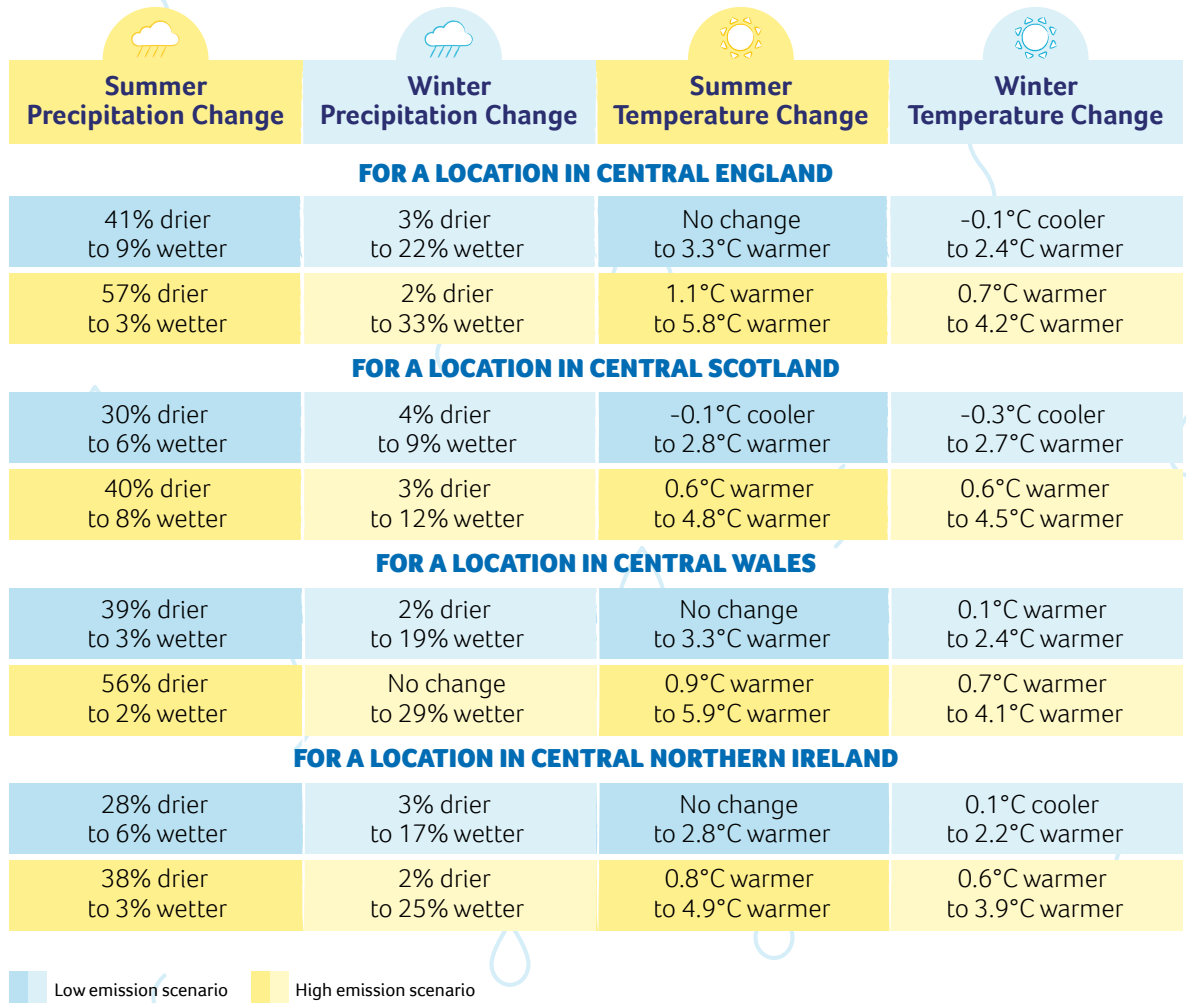 Summer
Precipitation Change
Winter
Precipitation Change
Summer
Temperature Change
Winter
Temperature Change
FOR A LOCATION IN CENTRAL ENGLAND
41% drier
to 9% wetter
3% drier
to 22% wetter
No change
to 3.3°C warmer
-0.1°C cooler
to 2.4°C warmer
57% drier
to 3% wetter
2% drier
to 33% wetter
1.1°C warmer
to 5.8°C warmer
0.7°C warmer
to 4.2°C warmer
FOR A LOCATION IN CENTRAL SCOTLAND
30% drier
to 6% wetter
4% drier
to 9% wetter
-0.1°C cooler
to 2.8°C warmer
-0.3°C cooler
to 2.7°C warmer
40% drier
to 8% wetter
3% drier
to 12% wetter
0.6°C warmer
to 4.8°C warmer
0.6°C warmer
to 4.5°C warmer
FOR A LOCATION IN CENTRAL WALES
39% drier
to 3% wetter
2% drier
to 19% wetter
No change
to 3.3°C warmer
0.1°C warmer
to 2.4°C warmer
56% drier
to 2% wetter
No change
to 29% wetter
0.9°C warmer
to 5.9°C warmer
0.7°C warmer
to 4.1°C warmer
FOR A LOCATION IN CENTRAL NORTHERN IRELAND
28% drier
to 6% wetter
3% drier
to 17% wetter
No change
to 2.8°C warmer
0.1°C cooler
to 2.2°C warmer
38% drier
to 3% wetter
2% drier
to 25% wetter
0.8°C warmer
to 4.9°C warmer
0.6°C warmer
to 3.9°C warmer
Low emission scenario
High emission scenario